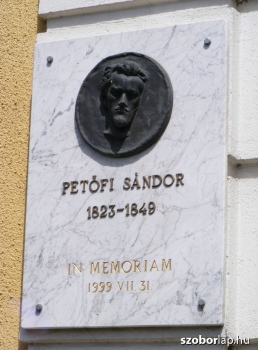 PETŐFI SÁNDOR
1823-1849
IN MEMORIAM
1999 VII. 31.
szoborlap.hu